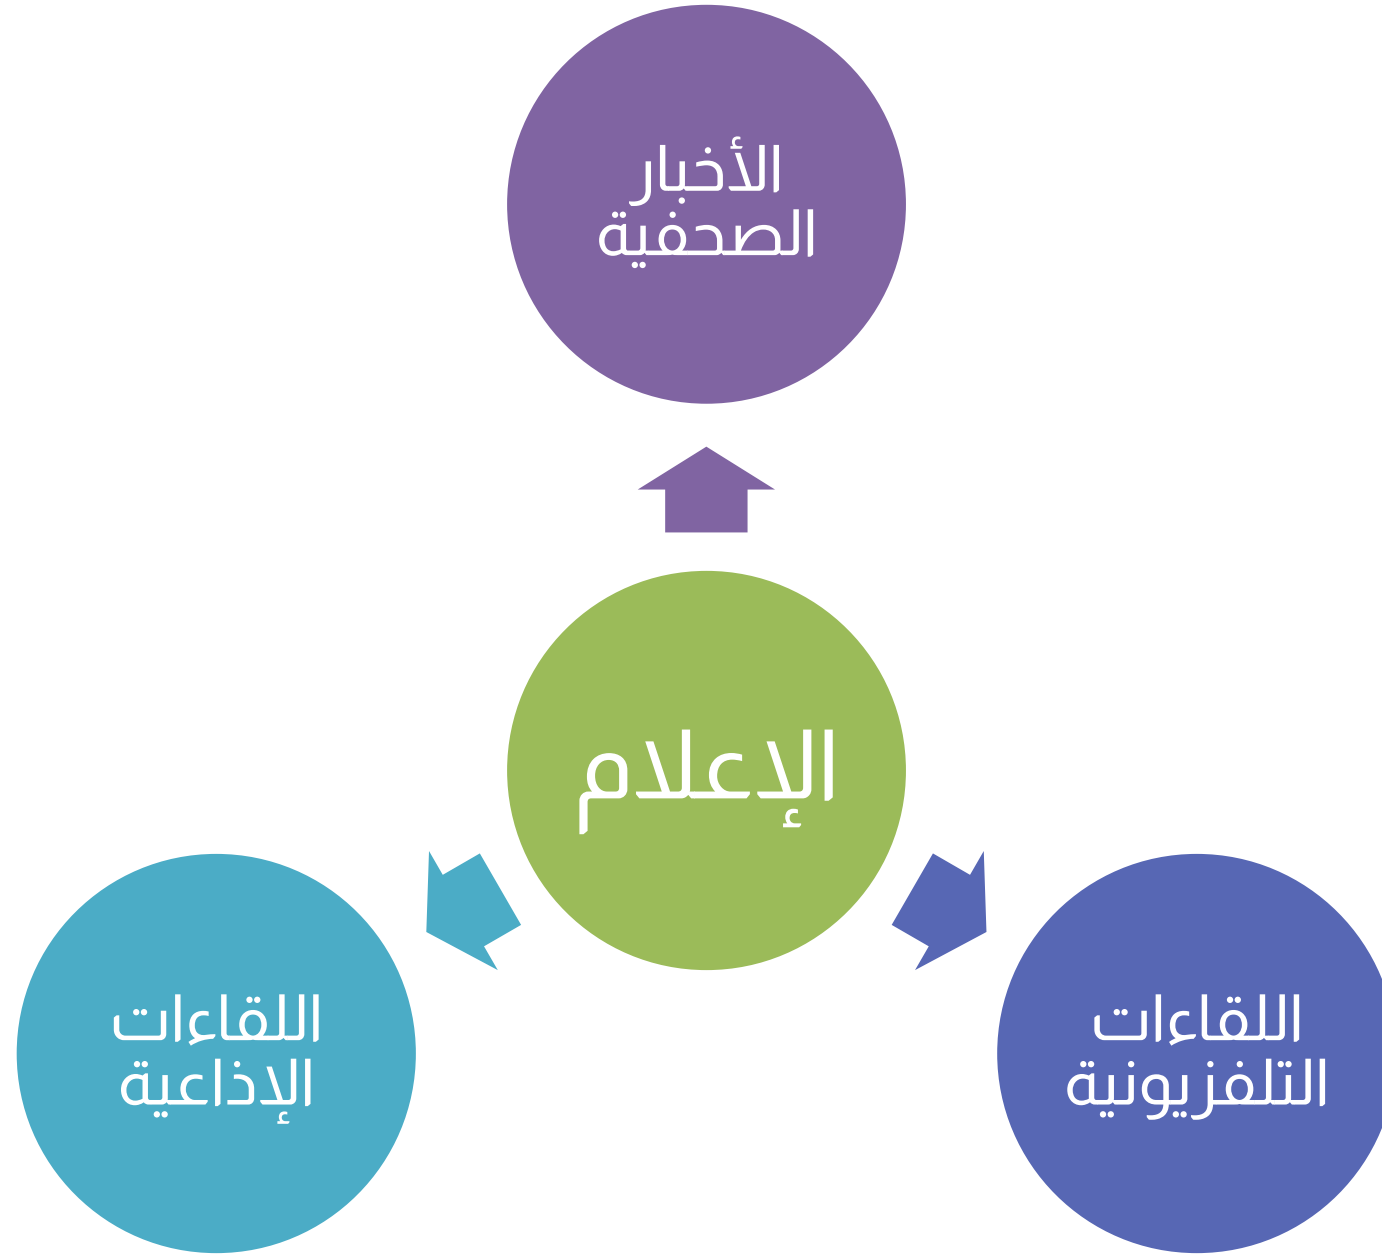 الأخبار
الصحفية
الإعلام
اللقاءات
التلفزيونية
اللقاءات
الإذاعية